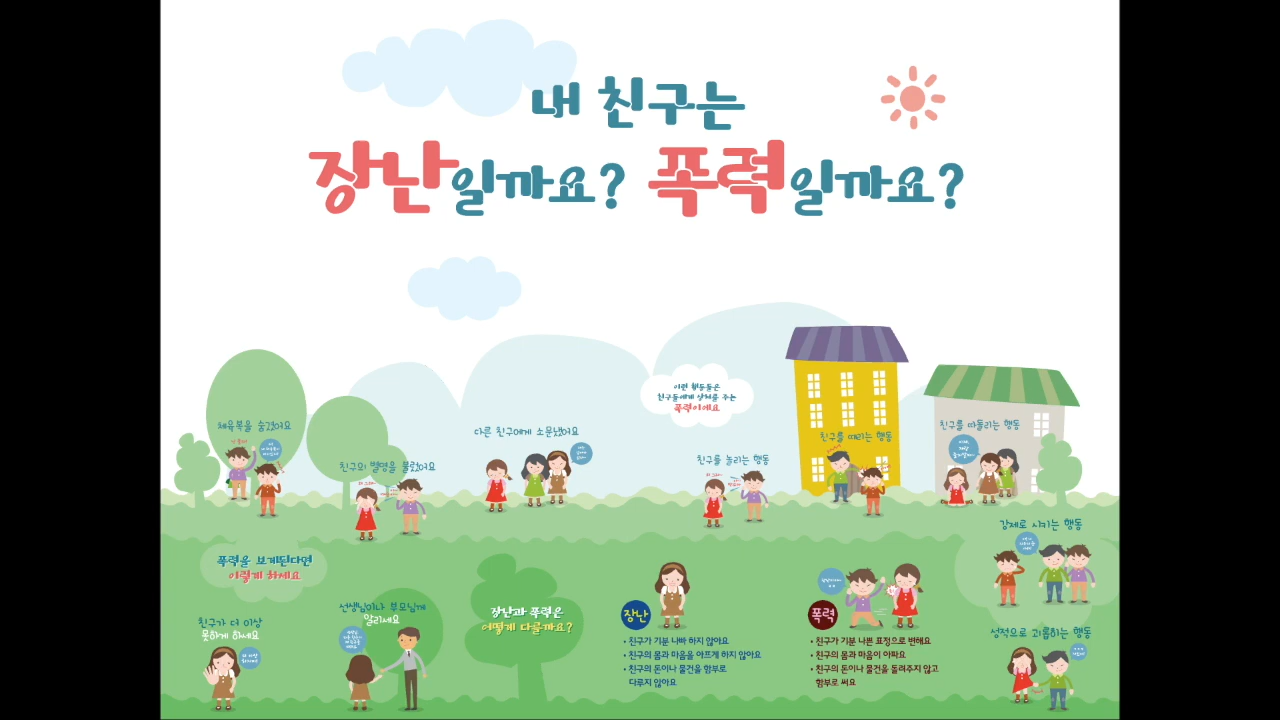 내 친구는
장난일까요? 폭력일까요?
이런 행동들은
친구들에게 상처를 주는
폭력이에요
체육복을 숨겼어요
친구의 별명을 불렀어요
다른 친구에게 소문냈어요
친구를 놀리는 행동
친구를 때리는 행동
친구를 따돌리는 행동
강제로 시키는 행동
성적으로 괴롭히는 행동
폭력을 보게된다면
이렇게 하세요
친구가 더 이상
못하게 하세요
선생님이나 부모님께
알리세요
장난과 폭력은
어떻게 다를까요?
장난
• 친구가 기분 나빠 하지 않아요
• 친구의 몸과 마음을 아프게 하지 않아요
• 친구의 돈이나 물건을 함부로
다루지 않아요
폭력
• 친구가 기분 나쁜 표정으로 변해요
• 친구의 몸과 마음이 아파요
• 친구의 돈이나 물건을 돌려주지 않고
함부로 써요